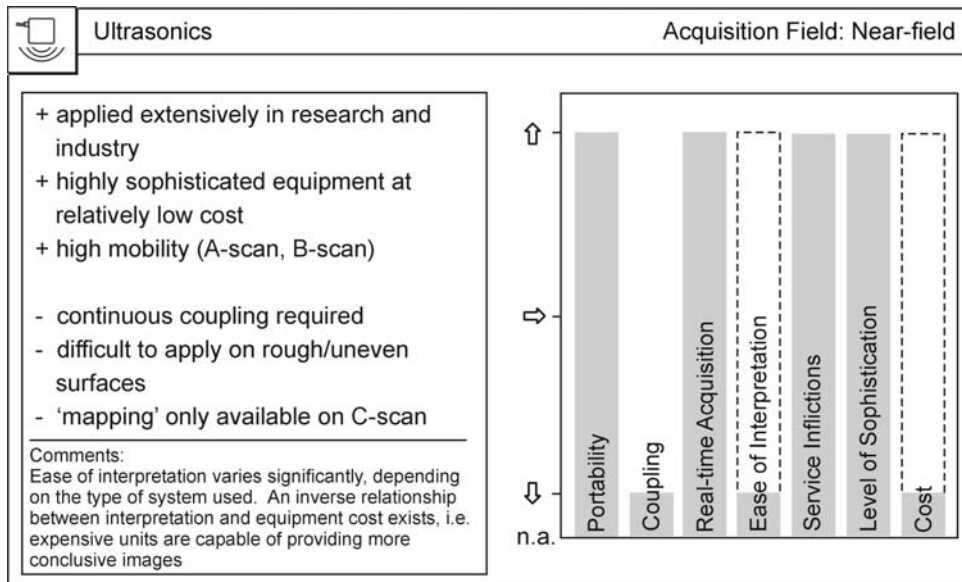 Ultrasonics
Acquisition Field: Near-field
+ applied extensively in research and
industry
+ highly sophisticated equipment at
relatively low cost
+ high mobility (A-scan, B-scan)
- continuous coupling required
- difficult to apply on rough/uneven
surfaces
- ‘mapping’ only available on C-scan
Comments:
Ease of interpretation varies significantly, depending
on the type of system used. An inverse relationship
between interpretation and equipment cost exists, i.e.
expensive units are capable of providing more
conclusive images
n.a.
Portability
Coupling
Real-time Acquisition
Ease of Interpretation
Service Inflictions
Level of Sophistication
Cost